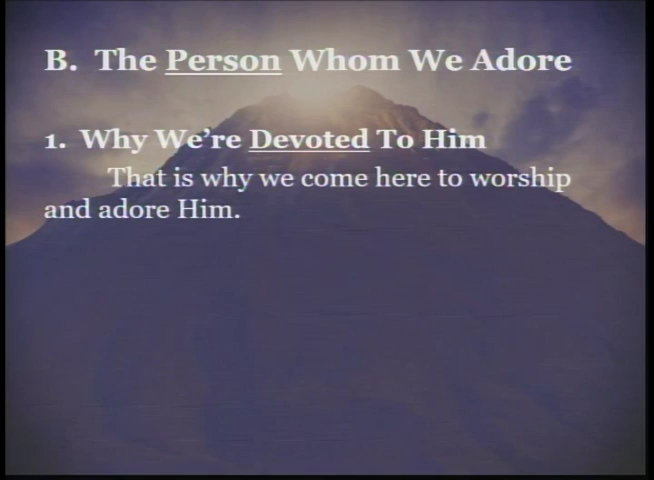 B. The Person Whom We Adore
1. Why We're Devoted To Him
That is why we come here to worship
and adore Him.